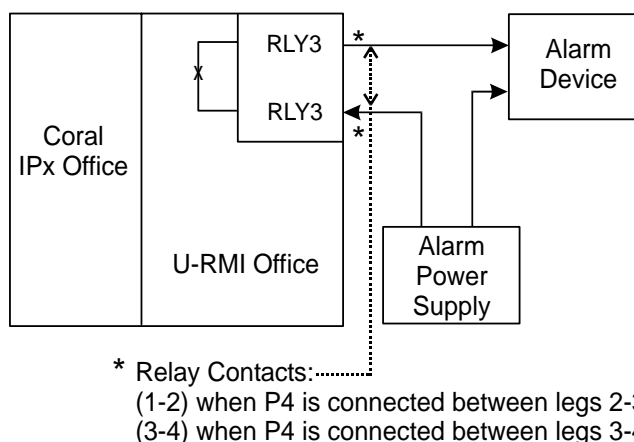 RLY3
*
Alarm
Device
RLY3
*
Coral
IPx Office
U-RMI Office
Alarm
Power
Supply
* Relay Contacts:
(1-2) when P4 is connected between legs 2-3
(3-4) when P4 is connected between legs 3-4